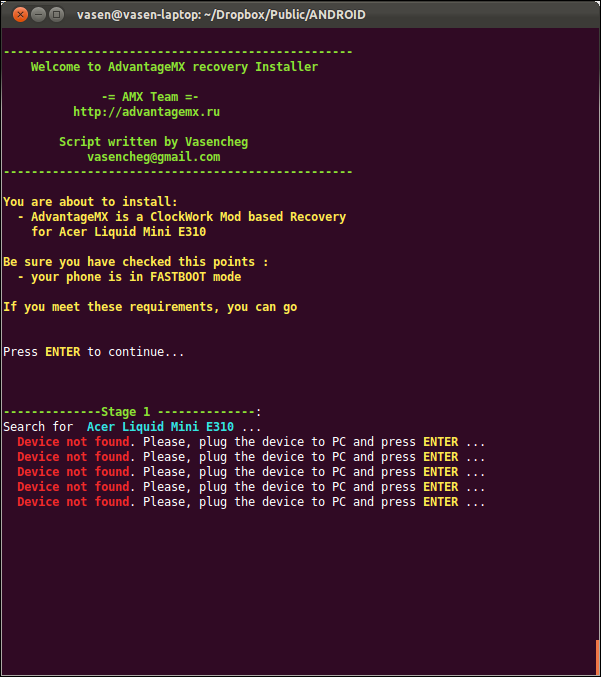 vasen@vasen-laptop: ~/Dropbox/Public/ANDROID
--------------------------------------------------
Welcome to AdvantageMX recovery Installer
-= AMX Team =-
http://advantagemx.ru
Script written by Vasencheg
vasencheg@gmail.com
--------------------------------------------------
You are about to install:
- AdvantageMX is a ClockWork Mod based Recovery
for Acer Liquid Mini E310
Be sure you have checked this points :
- your phone is in FASTBOOT mode
If you meet these requirements, you can go
Press ENTER to continue...
--------------Stage 1 --------------:
Search for  Acer Liquid Mini E310 ...
Device not found. Please, plug the device to PC and press ENTER ...
Device not found. Please, plug the device to PC and press ENTER ...
Device not found. Please, plug the device to PC and press ENTER ...
Device not found. Please, plug the device to PC and press ENTER ...
Device not found. Please, plug the device to PC and press ENTER ...